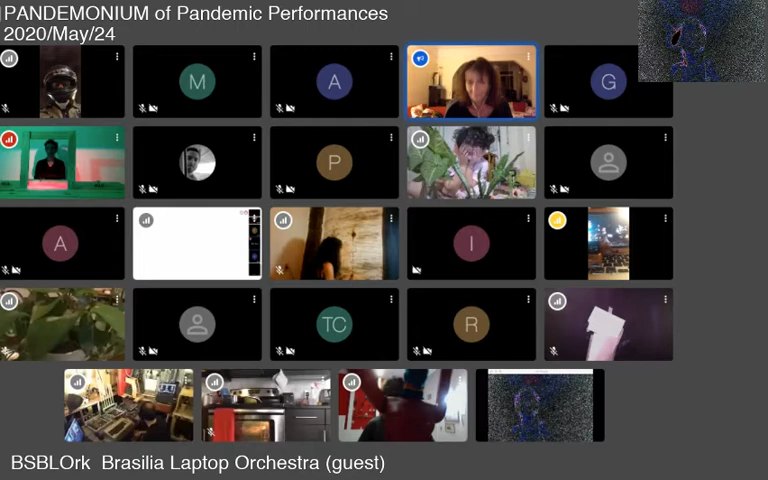 PANDEMONIUM of Pandemic Performances
2020/May/24
M
A
G
P
A
I
TC
R
BSBLOrk Brasilia Laptop Orchestra (guest)